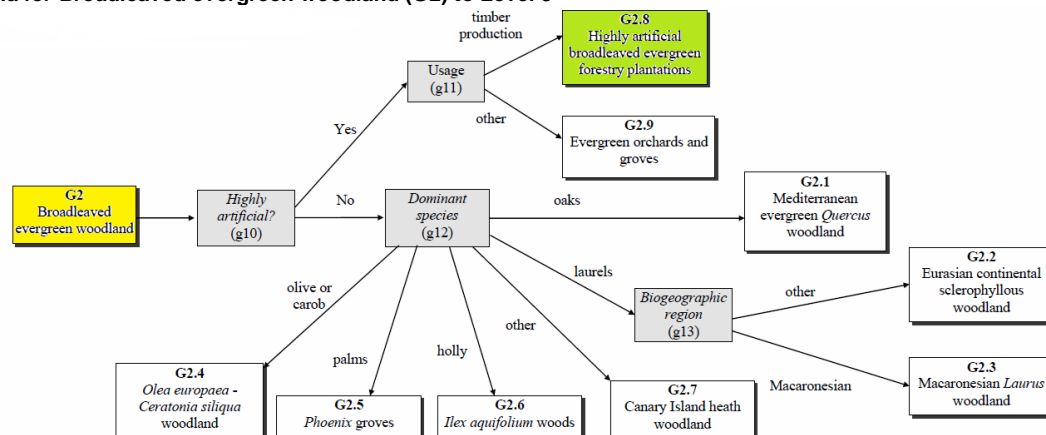 for Broadleaved evergreen woodland (G2) to Level 3
timber
production
G2.8
Highly artificial
broadleaved evergreen
forestry plantations
Usage
(g11)
other
Yes
G2.9
Evergreen orchards and
groves
G2
Broadleaved
evergreen woodland
Highly
artificial?
(g10)
No
Dominant
species
(g12)
oaks
G2.1
Mediterranean
evergreen Quercus
woodland
laurels
Biogeographic
region
(g13)
other
G2.2
Eurasian continental
sclerophyllous
woodland
Macaronesian
G2.3
Macaronesian Laurus
woodland
olive or
carob
palms
holly
other
G2.4
Olea europaea -
Ceratonia siliqua
woodland
G2.5
Phoenix groves
G2.6
Ilex aquifolium woods
G2.7
Canary Island heath
woodland